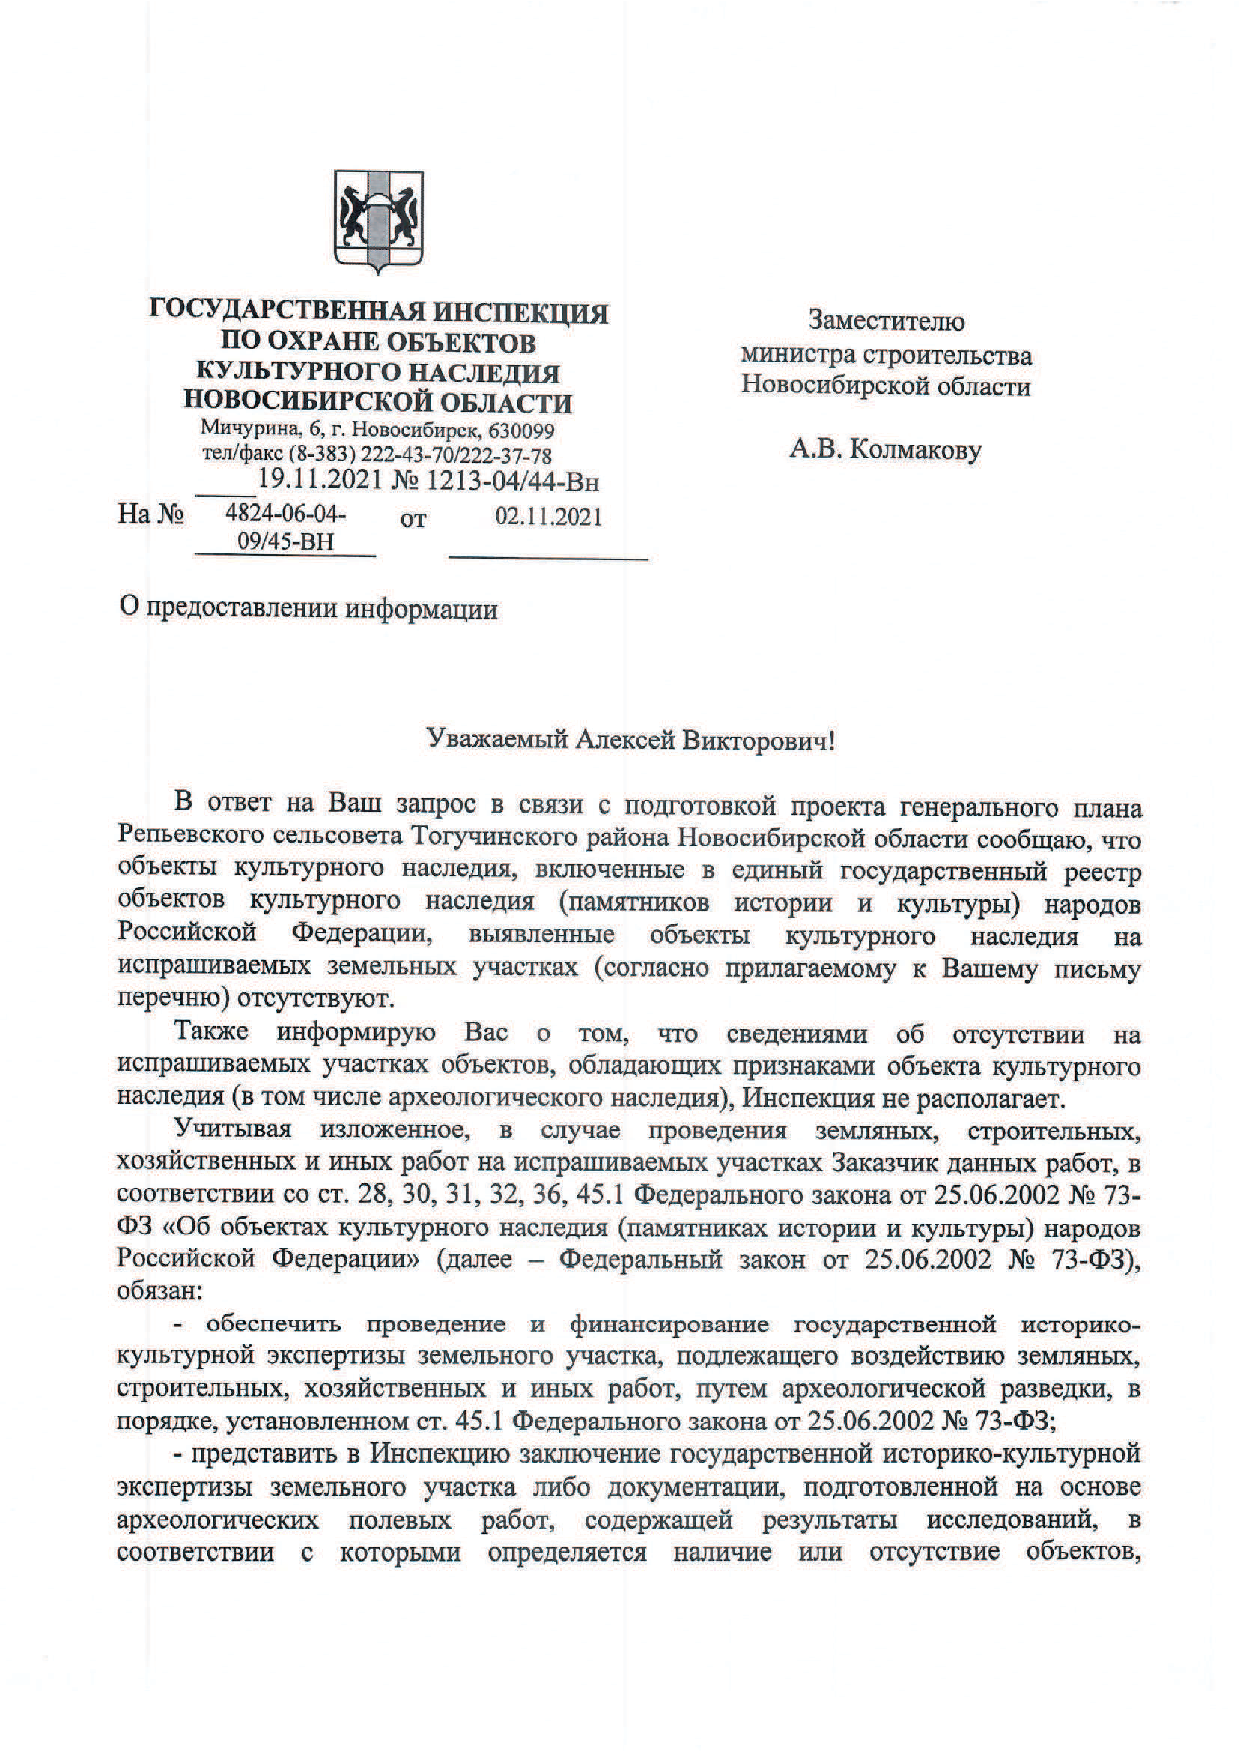 ГОСУДАРСТВЕННАЯ ИНСПЕКЦИЯ
ПО ОХРАНЕ ОБЪЕКТОВ
КУЛЬТУРНОГО НАСЛЕДИЯ
НОВОСИБИРСКОЙ ОБЛАСТИ
Мичурина, 6, г. Новосибирск, 630099
тел/факс (8-383) 222-43-70/222-37-78
19.11.2021 № 1213-04/44-Вн
На № 4824-06-04- от 02.11.2021
09/45-ВН
Заместителю
министра строительства
Новосибирской области
А.В. Колмакову
О предоставлении информации
Уважаемый Алексей Викторович!
В ответ на Ваш запрос в связи с подготовкой проекта генерального плана
Репьевского сельсовета Тогучинского района Новосибирской области сообщаю, что
объекты культурного наследия, включенные в единый государственный реестр
объектов культурного наследия (памятников истории и культуры) народов
Российской Федерации, выявленные объекты культурного наследия на
испрашиваемых земельных участках (согласно прилагаемому к Вашему письму
перечню) отсутствуют.
Также информирую Вас о том, что сведениями об отсутствии на
испрашиваемых участках объектов, обладающих признаками объекта культурного
наследия (в том числе археологического наследия), Инспекция не располагает.
Учитывая изложенное, в случае проведения земляных, строительных,
хозяйственных и иных работ на испрашиваемых участках Заказчик данных работ, в
соответствии со ст. 28, 30, 31, 32, 36, 45.1 Федерального закона от 25.06.2002 № 73-
ФЗ «Об объектах культурного наследия (памятниках истории и культуры) народов
Российской Федерации» (далее – Федеральный закон от 25.06.2002 № 73-ФЗ),
обязан:
- обеспечить проведение и финансирование государственной историко-
культурной экспертизы земельного участка, подлежащего воздействию земляных,
строительных, хозяйственных и иных работ, путем археологической разведки, в
порядке, установленном ст. 45.1 Федерального закона от 25.06.2002 № 73-ФЗ;
- представить в Инспекцию заключение государственной историко-культурной
экспертизы земельного участка либо документации, подготовленной на основе
археологических полевых работ, содержащей результаты исследований, в
соответствии с которыми определяется наличие или отсутствие объектов,